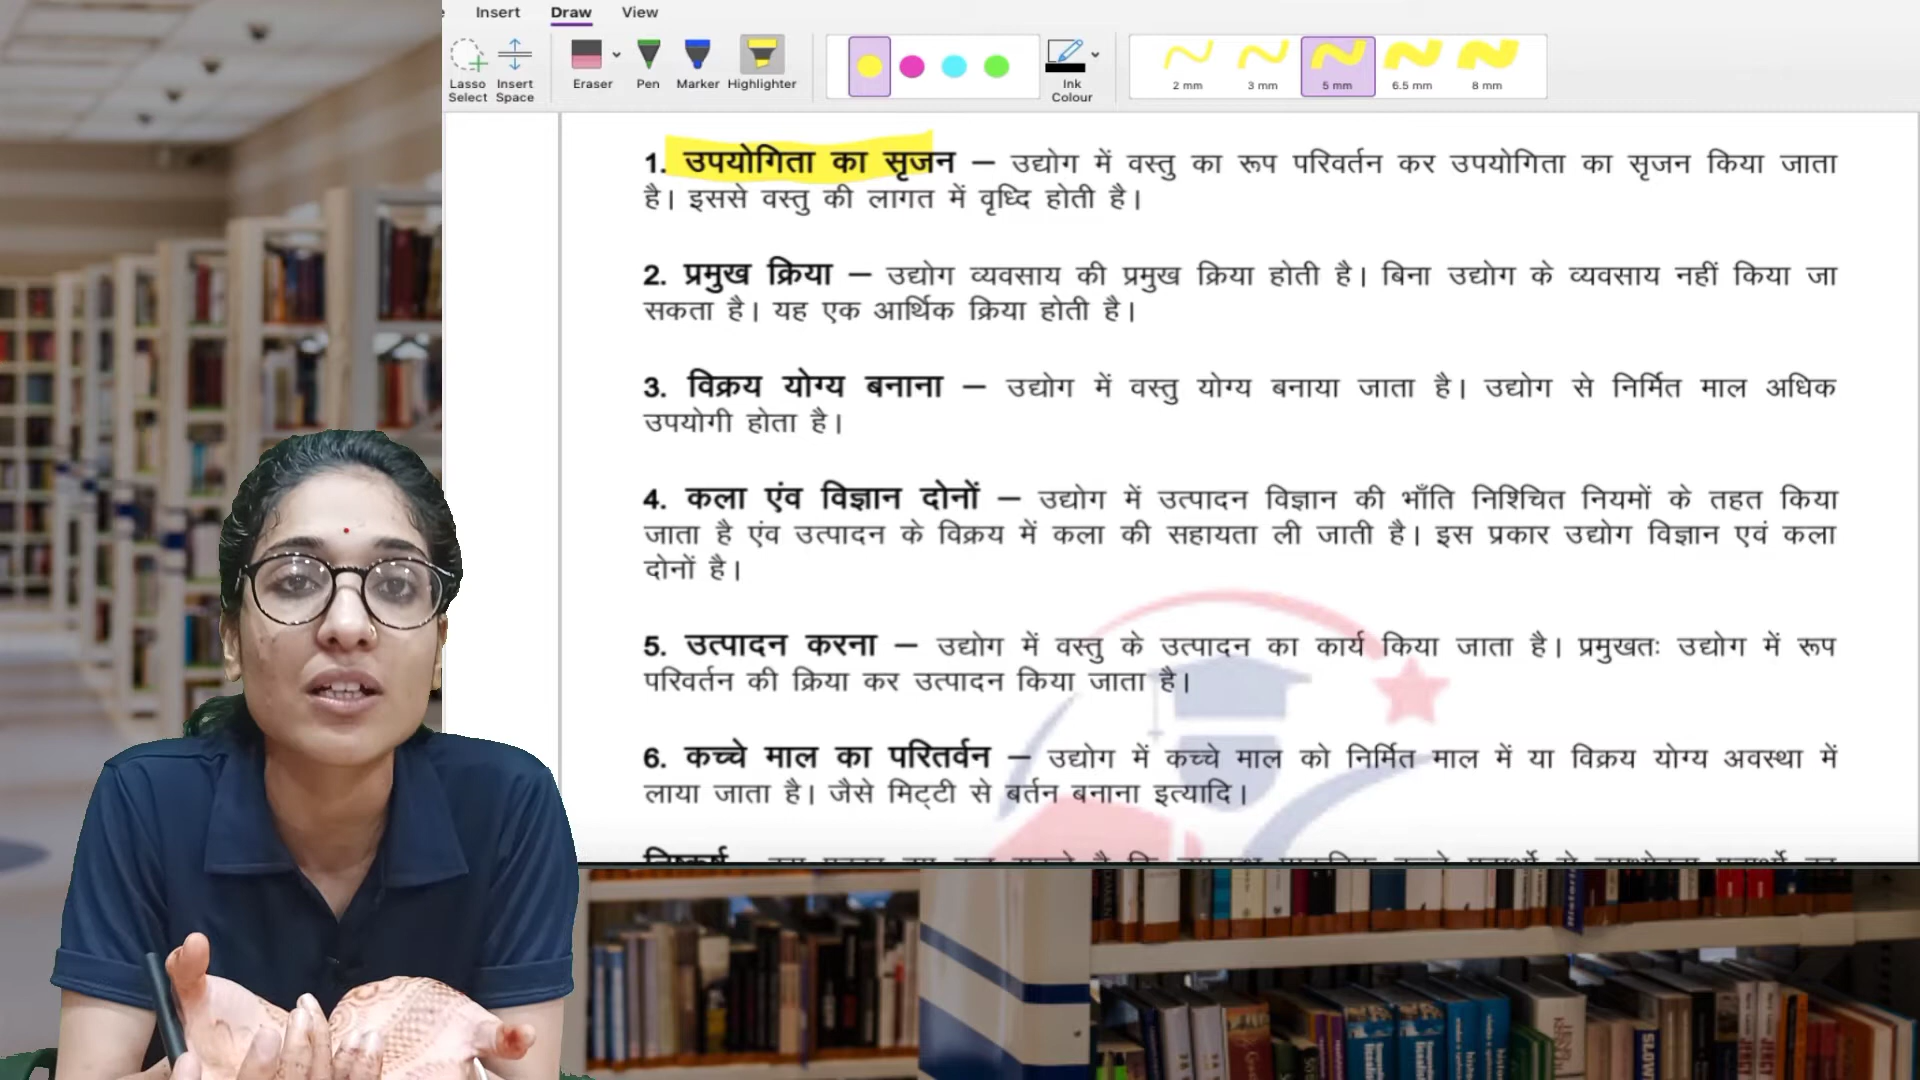 Insert Draw View
Lasso Select
Insert Space
Eraser
Pen
Marker
Highlighter
Ink Colour
2 mm
3 mm
5 mm
6.5 mm
8 mm
1. उपयोगिता का सृजन – उद्योग में वस्तु का रूप परिवर्तन कर उपयोगिता का सृजन किया जाता
है। इससे वस्तु की लागत में वृध्दि होती है।
2. प्रमुख क्रिया – उद्योग व्यवसाय की प्रमुख क्रिया होती है। बिना उद्योग के व्यवसाय नहीं किया जा
सकता है। यह एक आर्थिक क्रिया होती है।
3. विक्रय योग्य बनाना – उद्योग में वस्तु योग्य बनाया जाता है। उद्योग से निर्मित माल अधिक
उपयोगी होता है।
4. कला एंव विज्ञान दोनों – उद्योग में उत्पादन विज्ञान की भाँति निश्चित नियमों के तहत किया
जाता है एंव उत्पादन के विक्रय में कला की सहायता ली जाती है। इस प्रकार उद्योग विज्ञान एवं कला
दोनों है।
5. उत्पादन करना – उद्योग में वस्तु के उत्पादन का कार्य किया जाता है। प्रमुखतः उद्योग में रूप
परिवर्तन की क्रिया कर उत्पादन किया जाता है।
6. कच्चे माल का परितर्वन – उद्योग में कच्चे माल को निर्मित माल में या विक्रय योग्य अवस्था में
लाया जाता है। जैसे मिट्टी से बर्तन बनाना इत्यादि।